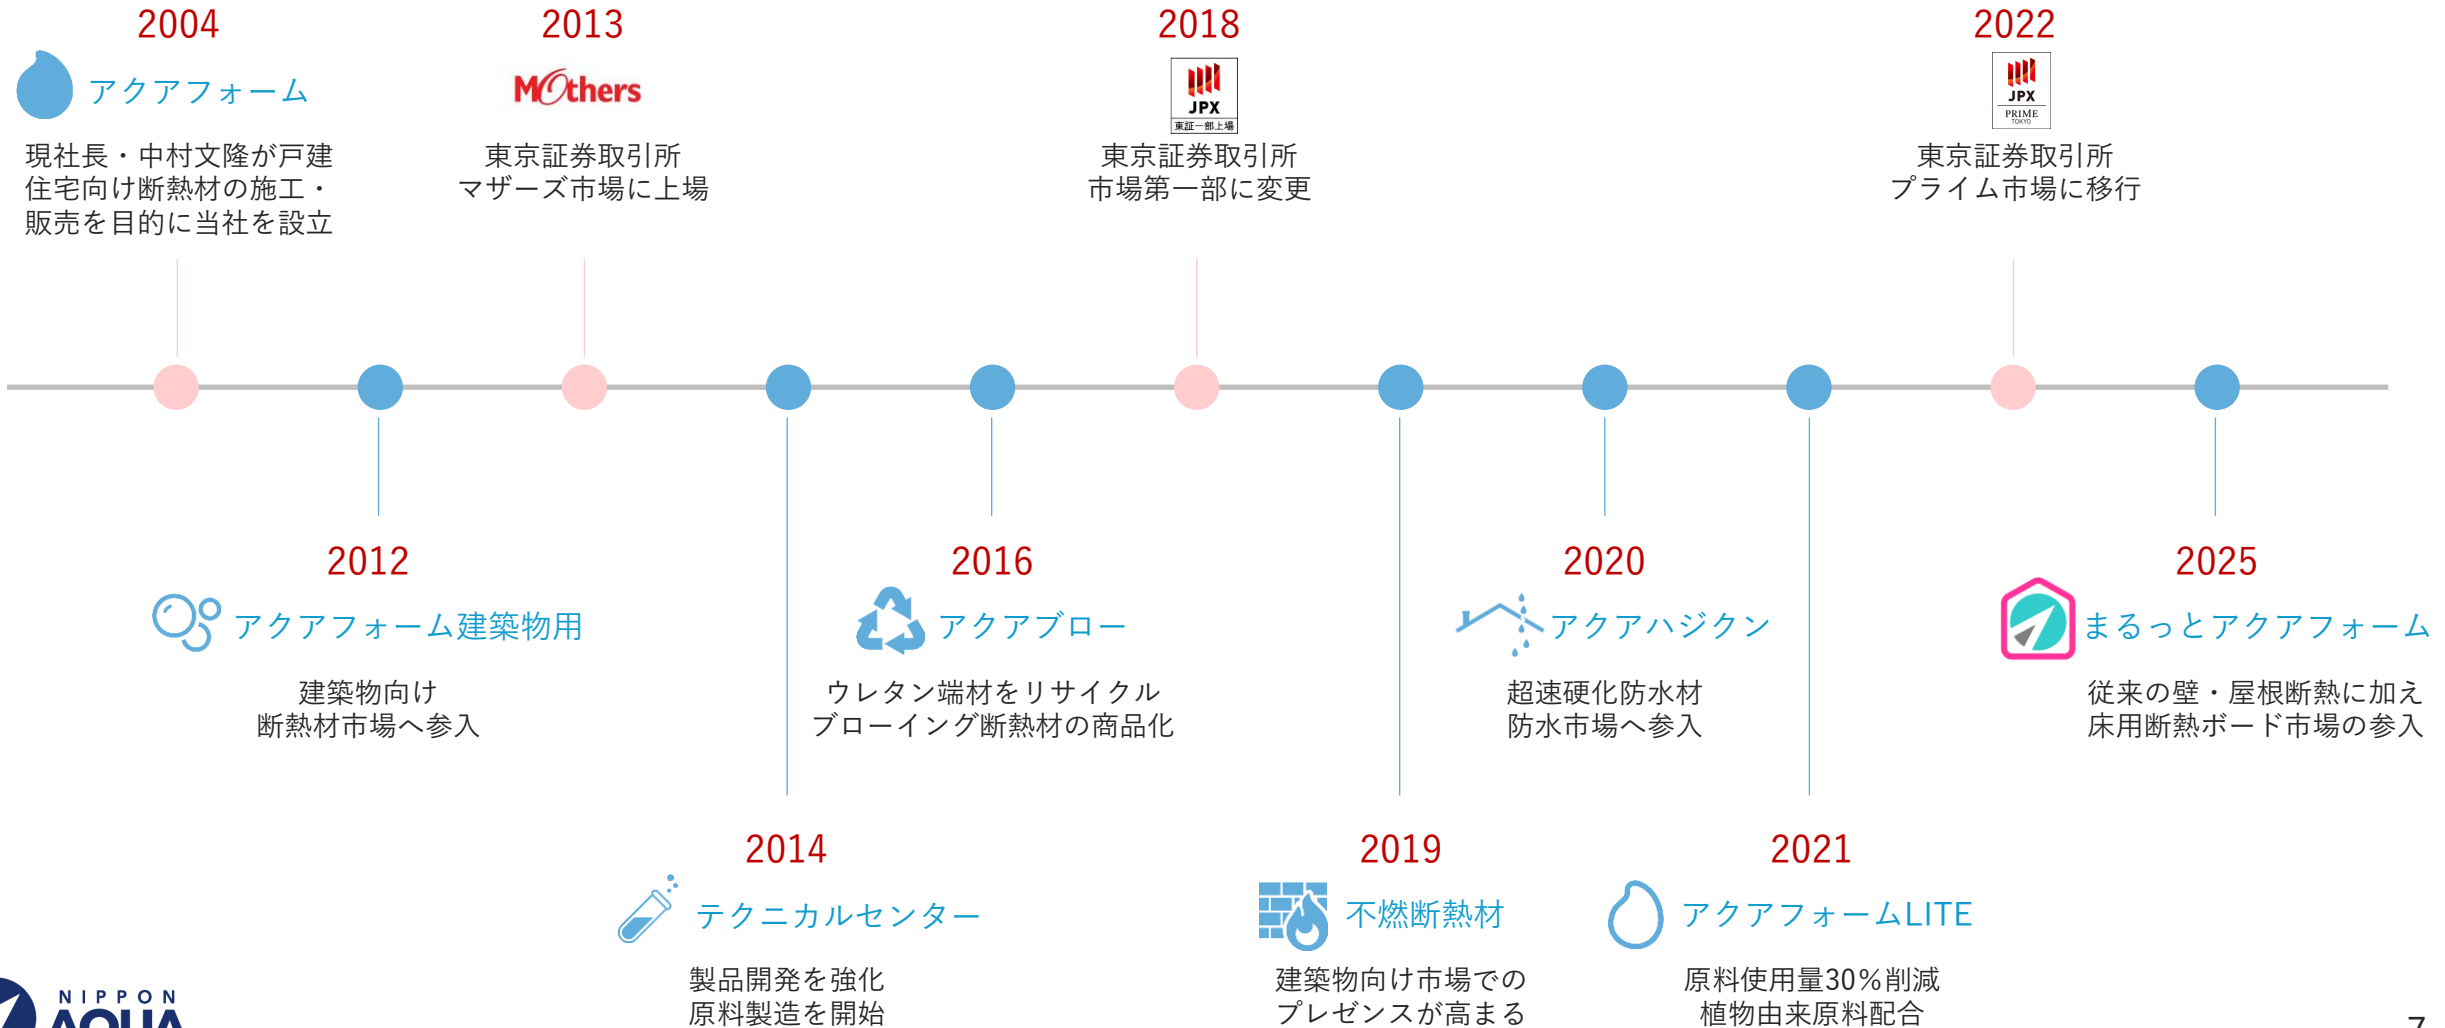 2004
アクアフォーム
現社長・中村文隆が戸建
住宅向け断熱材の施工・
販売を目的に当社を設立
2013
Mothers
東京証券取引所
マザーズ市場に上場
2018
JPX
東証一部上場
東京証券取引所
市場第一部に変更
2022
JPX
PRIME
TOKYO
東京証券取引所
プライム市場に移行
2012
アクアフォーム建築物用
建築物向け
断熱材市場へ参入
2016
アクアブロー
ウレタン端材をリサイクル
ブローイング断熱材の商品化
2020
アクアハジクン
超速硬化防水材
防水市場へ参入
2025
まるっとアクアフォーム
従来の壁・屋根断熱に加え
床用断熱ボード市場の参入
2014
テクニカルセンター
製品開発を強化
原料製造を開始
2019
不燃断熱材
建築物向け市場での
プレゼンスが高まる
2021
アクアフォームLITE
原料使用量30%削減
植物由来原料配合
NIPPON
AQUA
7